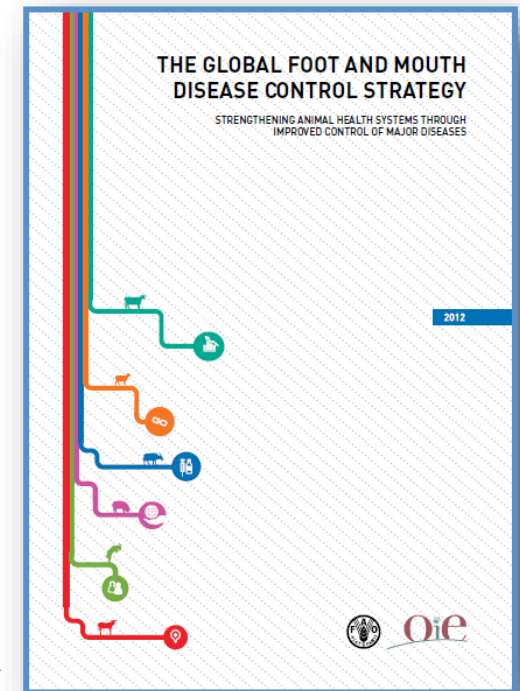 THE GLOBAL FOOT AND MOUTH
DISEASE CONTROL STRATEGY
STRENGTHENING ANIMAL HEALTH SYSTEMS THROUGH
IMPROVED CONTROL OF MAJOR DISEASES
2012
FAO
OiE